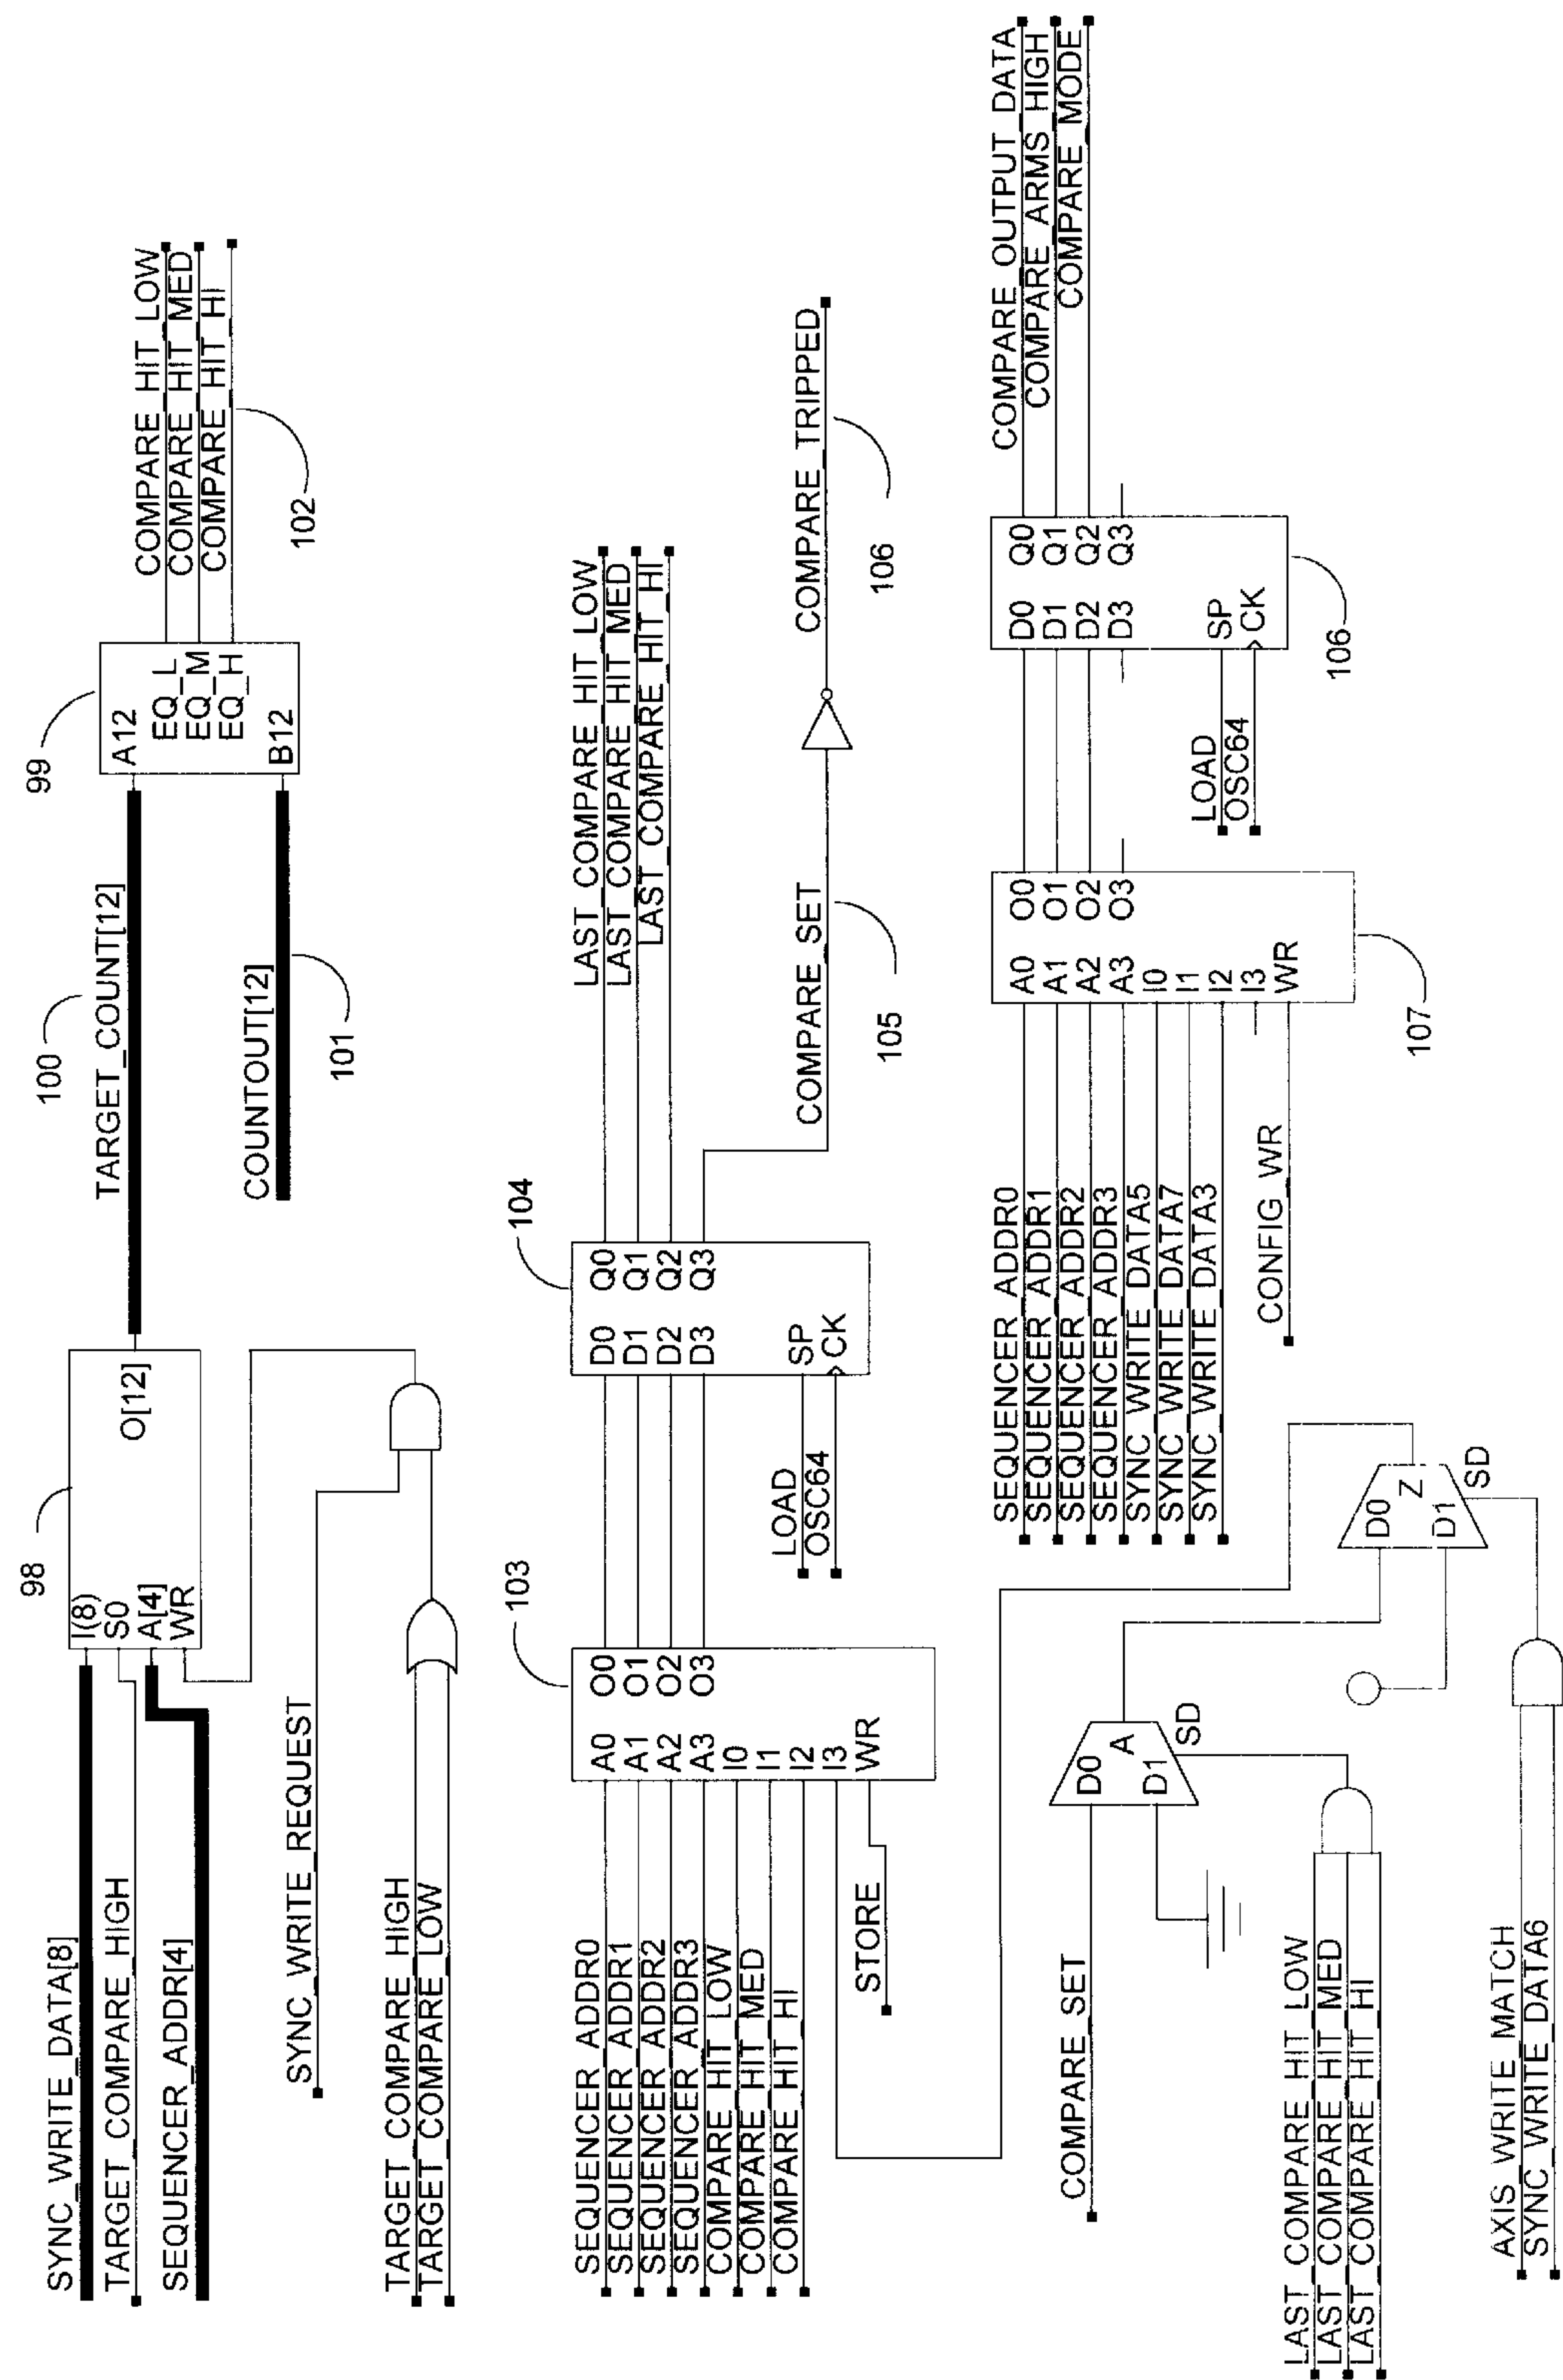 SYNC_WRITE_DATA[8]
TARGET_COMPARE_HIGH
SEQUENCER_ADDR[4]
I(8)
S0
A[4]
WR
O[12]
98
TARGET_COUNT[12]
100
COUNTOUT[12]
101
99
A12
EQ_L
EQ_M
EQ_H
B12
COMPARE_HIT_LOW
COMPARE_HIT_MED
COMPARE_HIT_HI
102
SYNC_WRITE_REQUEST
TARGET_COMPARE_HIGH
TARGET_COMPARE_LOW
SEQUENCER_ADDR0
SEQUENCER_ADDR1
SEQUENCER_ADDR2
SEQUENCER_ADDR3
COMPARE_HIT_LOW
COMPARE_HIT_MED
COMPARE_HIT_HI
STORE
103
A0 O0
A1 O1
A2 O2
A3 O3
I0
I1
I2
I3
WR
LOAD
OSC64
104
D0 Q0
D1 Q1
D2 Q2
D3 Q3
SP
CK
LAST_COMPARE_HIT_LOW
LAST_COMPARE_HIT_MED
LAST_COMPARE_HIT_HI
COMPARE_SET
105
COMPARE_TRIPPED
106
COMPARE_SET
D0
A
D1
SD
LAST_COMPARE_HIT_LOW
LAST_COMPARE_HIT_MED
LAST_COMPARE_HIT_HI
AXIS_WRITE_MATCH
SYNC_WRITE_DATA6
D0
Z
D1
SD
SEQUENCER_ADDR0
SEQUENCER_ADDR1
SEQUENCER_ADDR2
SEQUENCER_ADDR3
SYNC_WRITE_DATA5
SYNC_WRITE_DATA7
SYNC_WRITE_DATA3
CONFIG_WR
A0 O0
A1 O1
A2 O2
A3 O3
I0
I1
I2
I3
WR
107
LOAD
OSC64
D0 Q0
D1 Q1
D2 Q2
D3 Q3
SP
CK
106
COMPARE_OUTPUT_DATA
COMPARE_ARMS_HIGH
COMPARE_MODE